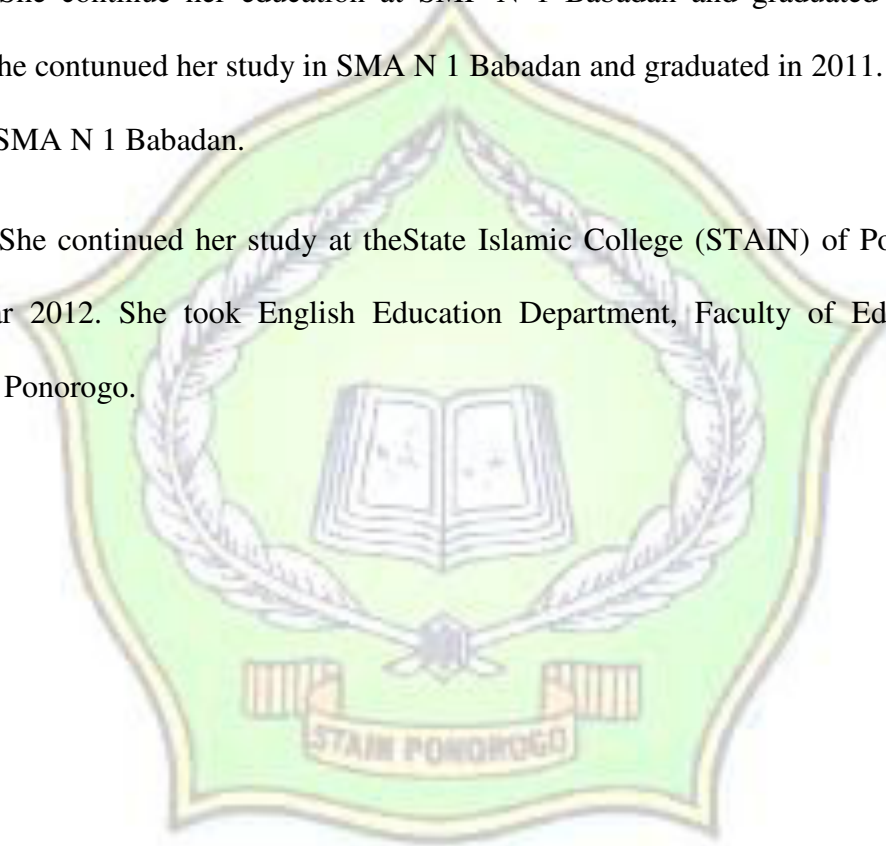 She continue her education at SMP N 1 Babadan and graduated
he contunued her study in SMA N 1 Babadan and graduated in 2011.
SMA N 1 Babadan.
She continued her study at theState Islamic College (STAIN) of Po
ar 2012. She took English Education Department, Faculty of Ed
Ponorogo.
STAIN PONOROGO